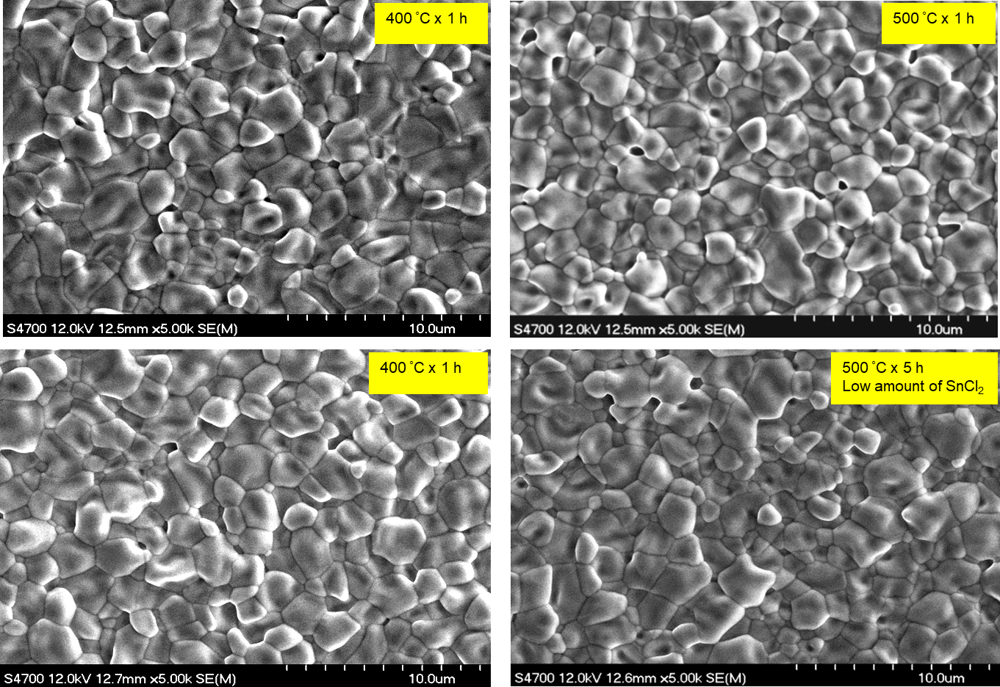 400 °C x 1 h
500 °C x 1 h
S4700 12.0kV 12.5mm x5.00k SE(M) 10.0um
S4700 12.0kV 12.5mm x5.00k SE(M) 10.0um
400 °C x 1 h
500 °C x 5 h
Low amount of SnCl₂
S4700 12.0kV 12.7mm x5.00k SE(M) 10.0um
S4700 12.0kV 12.6mm x5.00k SE(M) 10.0um